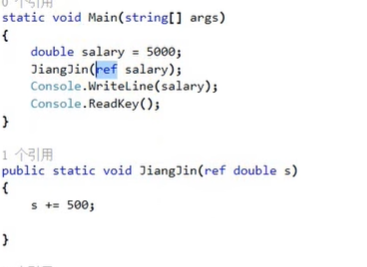 0 个引用
static void Main(string[] args)
{
double salary = 5000;
JiangJin(ref salary);
Console.WriteLine(salary);
Console.ReadKey();
}
1 个引用
public static void JiangJin(ref double s)
{
s += 500;
}